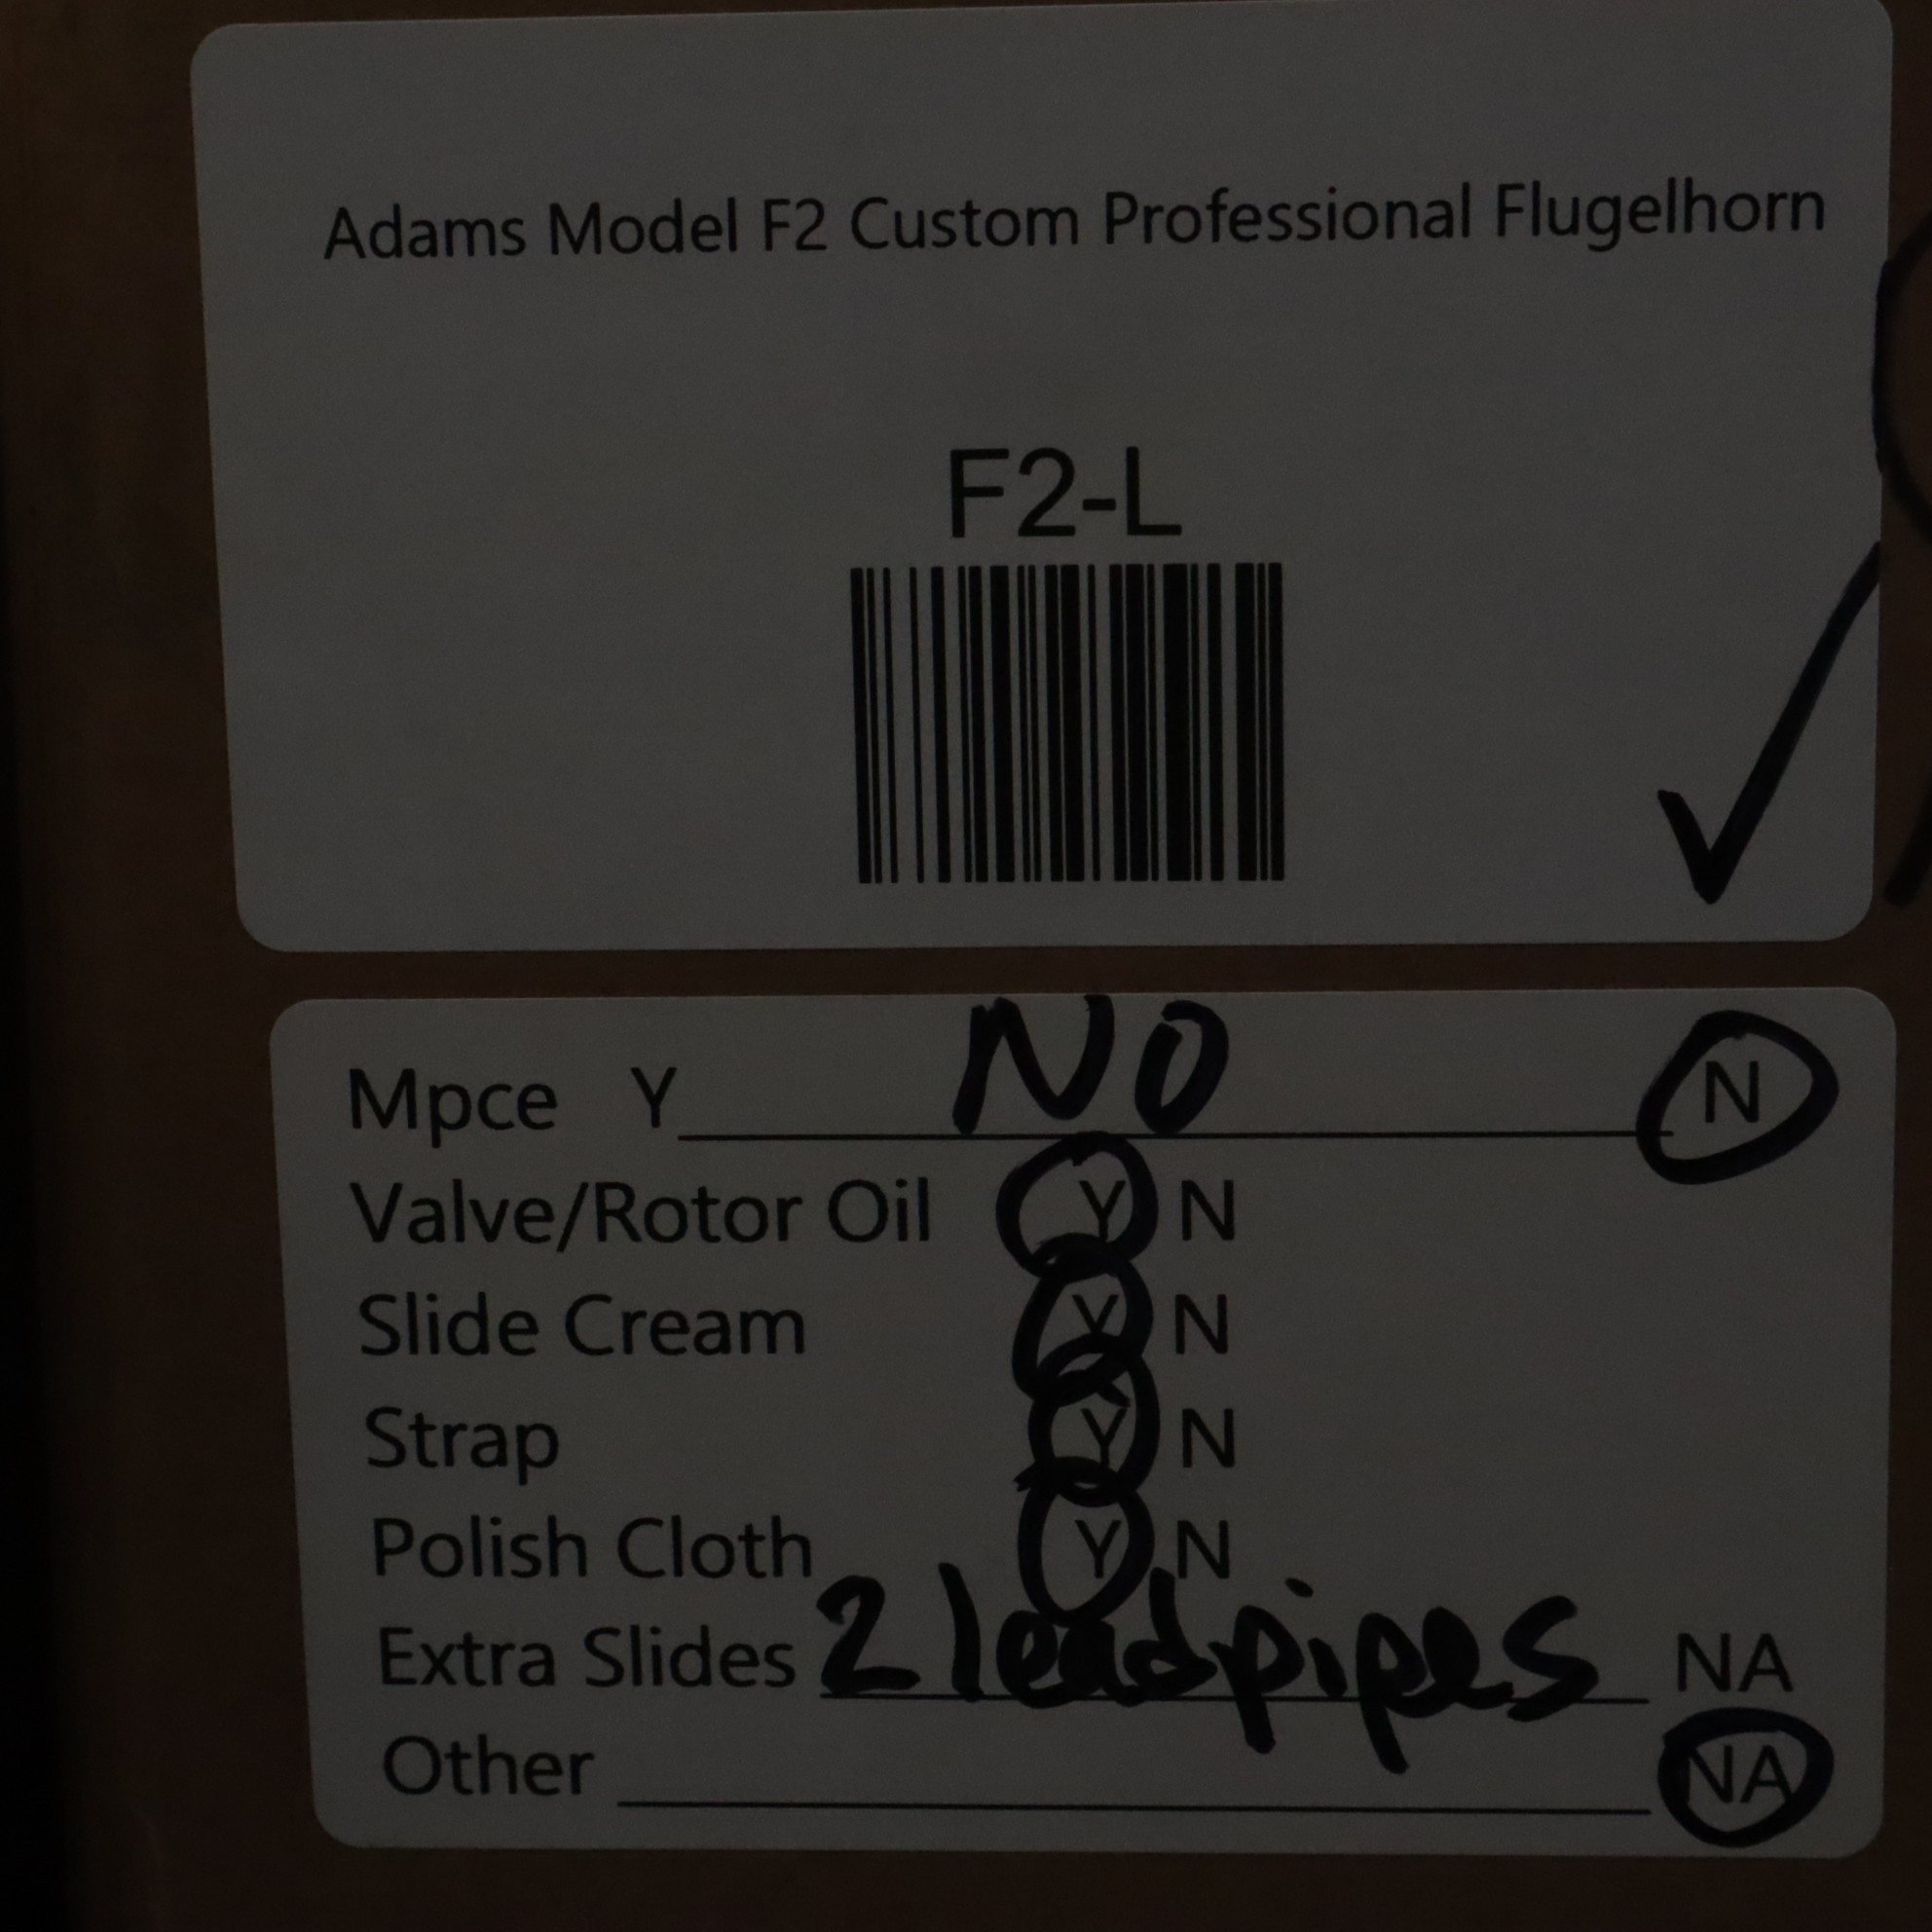 Adams Model F2 Custom Professional Flugelhorn
F2-L
Mpce Y NO N
Valve/Rotor Oil Y N
Slide Cream Y N
Strap Y N
Polish Cloth Y N
Extra Slides 2 leadpipes NA
Other NA